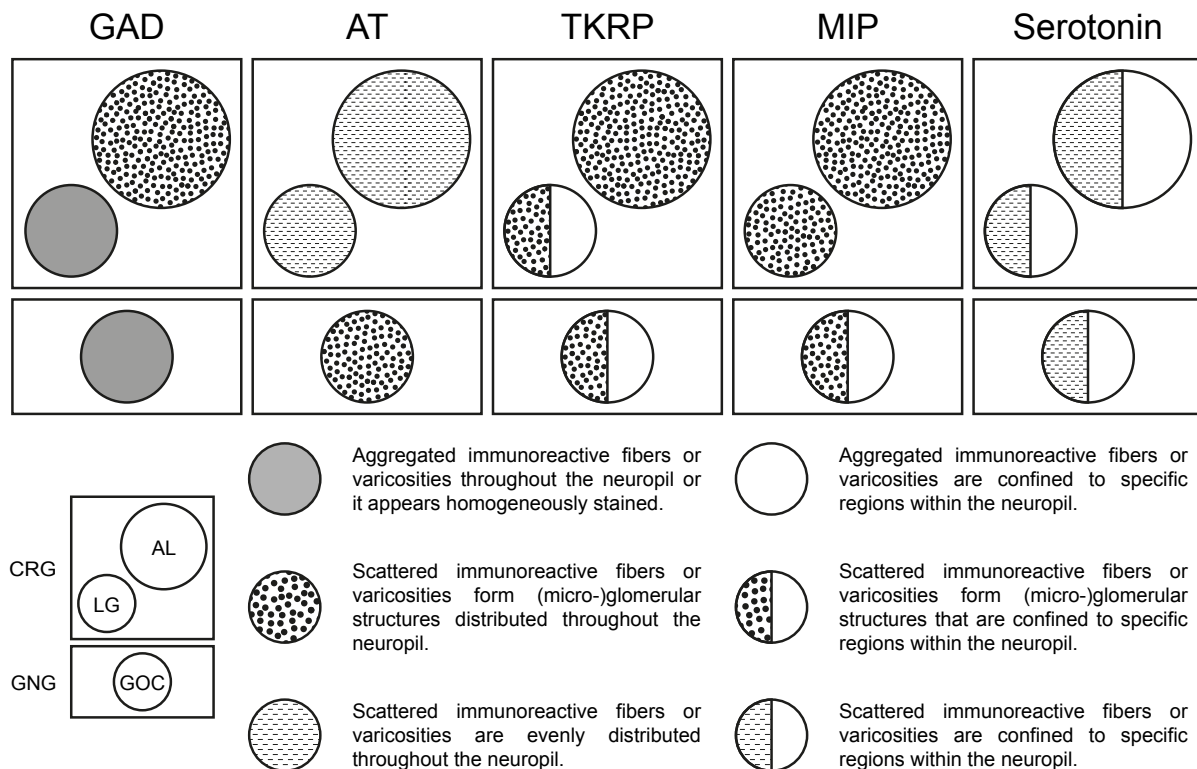 GAD AT TKRP MIP Serotonin
CRG
AL
LG
GNG
GOC
Aggregated immunoreactive fibers or
varicosities throughout the neuropil or
it appears homogeneously stained.
Aggregated immunoreactive fibers or
varicosities are confined to specific
regions within the neuropil.
Scattered immunoreactive fibers or
varicosities form (micro-)glomerular
structures distributed throughout the
neuropil.
Scattered immunoreactive fibers or
varicosities form (micro-)glomerular
structures that are confined to specific
regions within the neuropil.
Scattered immunoreactive fibers or
varicosities are evenly distributed
throughout the neuropil.
Scattered immunoreactive fibers or
varicosities are confined to specific
regions within the neuropil.